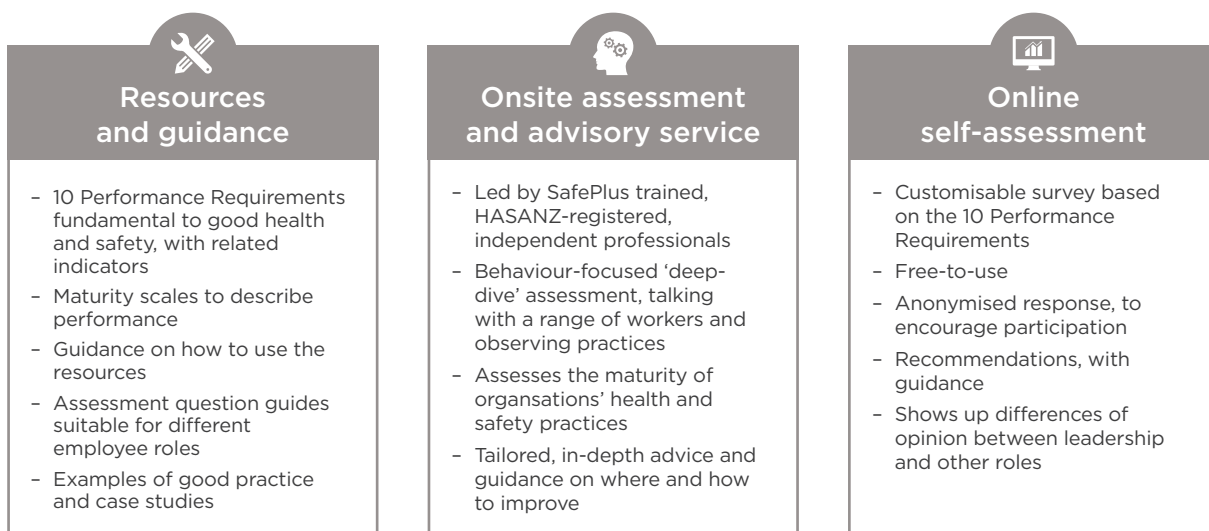 Resources
and guidance
– 10 Performance Requirements
fundamental to good health
and safety, with related
indicators
– Maturity scales to describe
performance
– Guidance on how to use the
resources
– Assessment question guides
suitable for different
employee roles
– Examples of good practice
and case studies
Onsite assessment
and advisory service
– Led by SafePlus trained,
HASANZ-registered,
independent professionals
– Behaviour-focused ‘deep-
dive’ assessment, talking
with a range of workers and
observing practices
– Assesses the maturity of
organsations’ health and
safety practices
– Tailored, in-depth advice and
guidance on where and how
to improve
Online
self-assessment
– Customisable survey based
on the 10 Performance
Requirements
– Free-to-use
– Anonymised response, to
encourage participation
– Recommendations, with
guidance
– Shows up differences of
opinion between leadership
and other roles